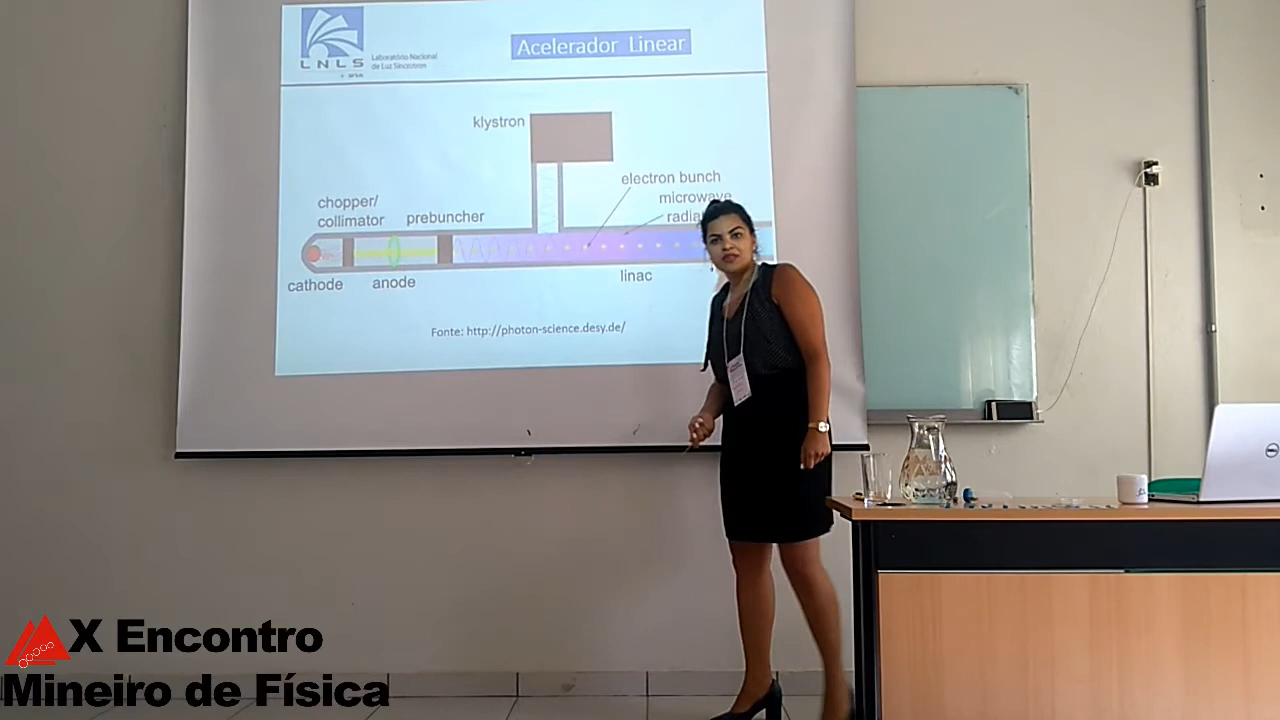 LNLS
Laboratório Nacional
de Luz Síncrotron
Acelerador Linear
klystron
electron bunch
microwave
chopper/
collimator
prebuncher
cathode
anode
linac
Fonte: http://photon-science.desy.de/
DELL
X Encontro
Mineiro de Física